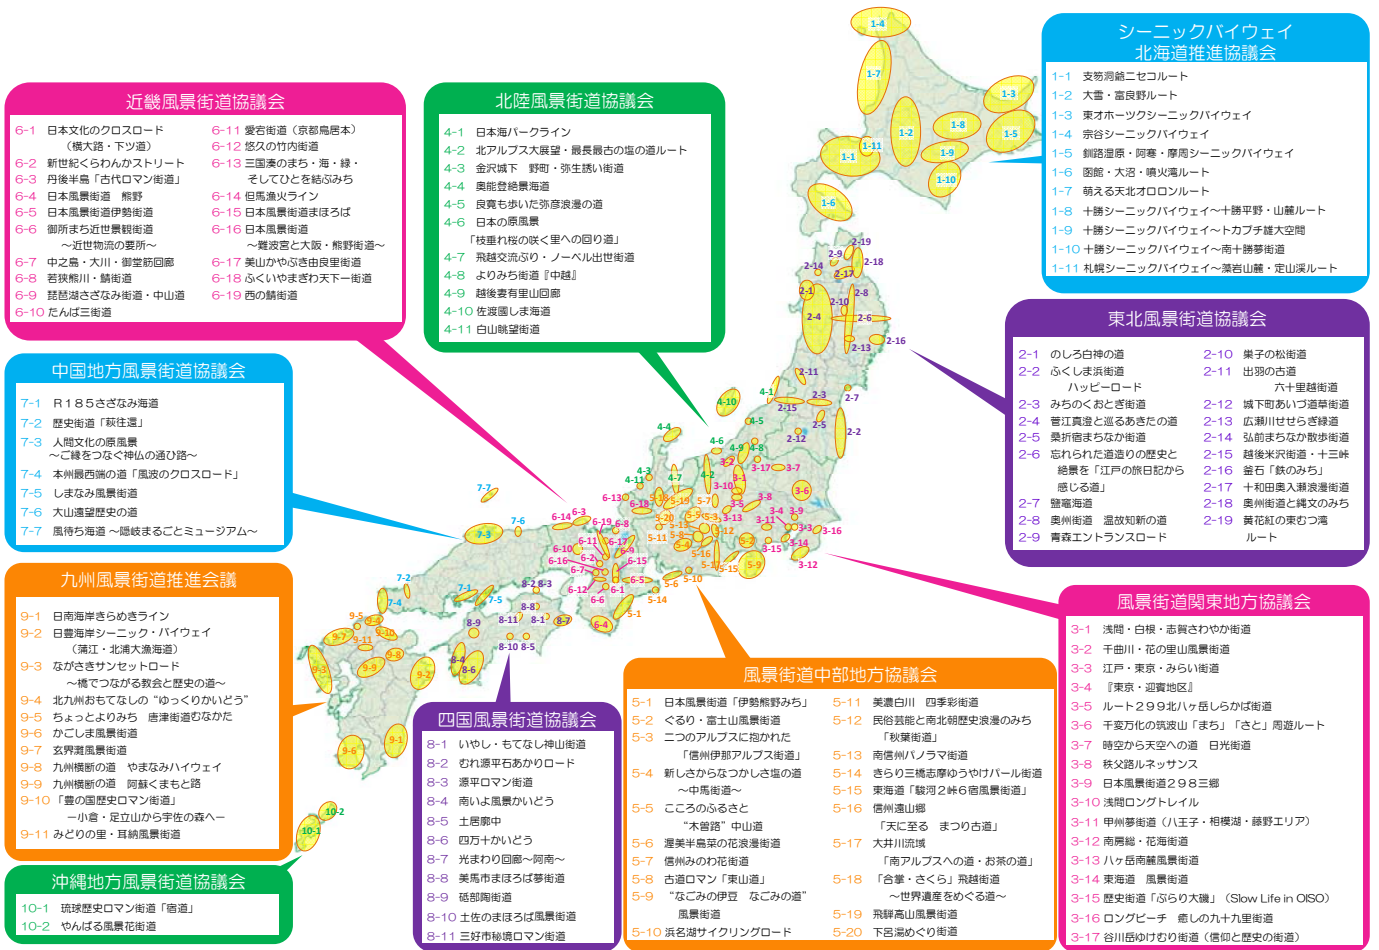 シーニックバイウェイ
北海道推進協議会
1-1 支笏洞爺ニセコルート
1-2 大雪・富良野ルート
1-3 東オホーツクシーニックバイウェイ
1-4 宗谷シーニックバイウェイ
1-5 釧路湿原・阿寒・摩周シーニックバイウェイ
1-6 函館・大沼・噴火湾ルート
1-7 萌える天北オロロンルート
1-8 十勝シーニックバイウェイ～十勝平野・山麓ルート
1-9 十勝シーニックバイウェイ～トカプチ雄大空間
1-10 十勝シーニックバイウェイ～南十勝夢街道
1-11 札幌シーニックバイウェイ～藻岩山麓・定山渓ルート
近畿風景街道協議会
6-1 日本文化のクロスロード
（横大路・下ツ道）
6-2 新世紀くらわんかストリート
6-3 丹後半島「古代ロマン街道」
6-4 日本風景街道 熊野
6-5 日本風景街道伊勢街道
6-6 御所まち近世景観街道
～近世物流の要所～
6-7 中之島・大川・御堂筋回廊
6-8 若狭熊川・鯖街道
6-9 琵琶湖さざなみ街道・中山道
6-10 たんば三街道
6-11 愛宕街道（京都鳥居本）
6-12 悠久の竹内街道
6-13 三国湊のまち・海・緑・
そしてひとを結ぶみち
6-14 但馬漁火ライン
6-15 日本風景街道まほろば
6-16 日本風景街道
～難波宮と大阪・熊野街道～
6-17 美山かやぶき由良里街道
6-18 ふくいやまぎわ天下一街道
6-19 西の鯖街道
北陸風景街道協議会
4-1 日本海パークライン
4-2 北アルプス大展望・最長最古の塩の道ルート
4-3 金沢城下 野町・弥生誘い街道
4-4 奥能登絶景海道
4-5 良寛も歩いた弥彦浪漫の道
4-6 日本の原風景
「枝垂れ桜の咲く里への回り道」
4-7 飛越交流ぶり・ノーベル出世街道
4-8 よりみち街道『中越』
4-9 越後妻有里山回廊
4-10 佐渡國しま海道
4-11 白山眺望街道
東北風景街道協議会
2-1 のしろ白神の道
2-2 ふくしま浜街道
ハッピーロード
2-3 みちのくおとぎ街道
2-4 菅江真澄と巡るあきたの道
2-5 桑折宿まちなか街道
2-6 忘れられた道造りの歴史と
絶景を「江戸の旅日記から
感じる道」
2-7 鹽竈海道
2-8 奥州街道 温故知新の道
2-9 青森エントランスロード
2-10 巣子の松街道
2-11 出羽の古道
六十里越街道
2-12 城下町あいづ道草街道
2-13 広瀬川せせらぎ緑道
2-14 弘前まちなか散歩街道
2-15 越後米沢街道・十三峠
2-16 釜石「鉄のみち」
2-17 十和田奥入瀬浪漫街道
2-18 奥州街道と縄文のみち
2-19 黄花紅の東むつ湾
ルート
中国地方風景街道協議会
7-1 R１８５さざなみ海道
7-2 歴史街道「萩往還」
7-3 人間文化の原風景
～ご縁をつなぐ神仏の通ひ路～
7-4 本州最西端の道「風波のクロスロード」
7-5 しまなみ風景街道
7-6 大山遠望歴史の道
7-7 風待ち海道 ～隠岐まるごとミュージアム～
九州風景街道推進会議
9-1 日南海岸きらめきライン
9-2 日豊海岸シーニック・バイウェイ
（蒲江・北浦大漁海道）
9-3 ながさきサンセットロード
～橋でつながる教会と歴史の道～
9-4 北九州おもてなしの“ゆっくりかいどう”
9-5 ちょっとよりみち 唐津街道むなかた
9-6 かごしま風景街道
9-7 玄界灘風景街道
9-8 九州横断の道 やまなみハイウェイ
9-9 九州横断の道 阿蘇くまもと路
9-10 「豊の国歴史ロマン街道」
ー小倉・足立山から宇佐の森へー
9-11 みどりの里・耳納風景街道
沖縄地方風景街道協議会
10-1 琉球歴史ロマン街道「宿道」
10-2 やんばる風景花街道
四国風景街道協議会
8-1 いやし・もてなし神山街道
8-2 むれ源平石あかりロード
8-3 源平ロマン街道
8-4 南いよ風景かいどう
8-5 土居廓中
8-6 四万十かいどう
8-7 光まわり回廊～阿南～
8-8 美馬市まほろば夢街道
8-9 砥部陶街道
8-10 土佐のまほろば風景街道
8-11 三好市秘境ロマン街道
風景街道中部地方協議会
5-1 日本風景街道「伊勢熊野みち」
5-2 ぐるり・富士山風景街道
5-3 二つのアルプスに抱かれた
「信州伊那アルプス街道」
5-4 新しさからなつかしさ塩の道
～中馬街道～
5-5 こころのふるさと
“木曽路”中山道
5-6 渥美半島菜の花浪漫街道
5-7 信州みのわ花街道
5-8 古道ロマン「東山道」
5-9 “なごみの伊豆 なごみの道”
風景街道
5-10 浜名湖サイクリングロード
5-11 美濃白川 四季彩街道
5-12 民俗芸能と南北朝歴史浪漫のみち
「秋葉街道」
5-13 南信州パノラマ街道
5-14 きらり三橋志摩ゆうやけパール街道
5-15 東海道「駿河2峠6宿風景街道」
5-16 信州遠山郷
「天に至る まつり古道」
5-17 大井川流域
「南アルプスへの道・お茶の道」
5-18 「合掌・さくら」飛越街道
～世界遺産をめぐる道～
5-19 飛騨高山風景街道
5-20 下呂湯めぐり街道
風景街道関東地方協議会
3-1 浅間・白根・志賀さわやか街道
3-2 千曲川・花の里山風景街道
3-3 江戸・東京・みらい街道
3-4 『東京・迎賓地区』
3-5 ルート２９９北八ヶ岳しらかば街道
3-6 千変万化の筑波山「まち」「さと」周遊ルート
3-7 時空から天空への道 日光街道
3-8 秩父路ルネッサンス
3-9 日本風景街道２９８三郷
3-10 浅間ロングトレイル
3-11 甲州夢街道（八王子・相模湖・藤野エリア）
3-12 南房総・花海街道
3-13 八ヶ岳南麓風景街道
3-14 東海道 風景街道
3-15 歴史街道「ぶらり大磯」（Slow Life in OISO）
3-16 ロングビーチ 癒しの九十九里街道
3-17 谷川岳ゆけむり街道（信仰と歴史の街道）